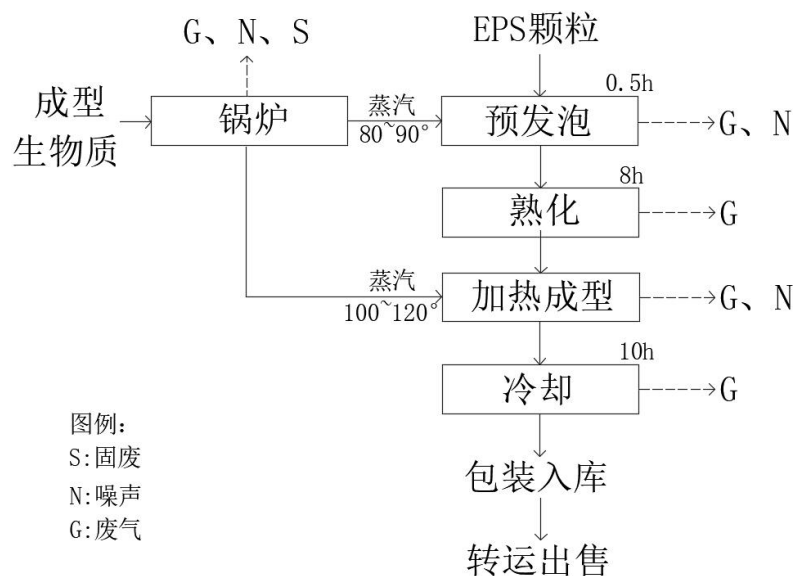 G、N、S
EPS颗粒
0.5h
成型
生物质
锅炉
蒸汽
80~90°
预发泡
G、N
8h
熟化
G
蒸汽
100~120°
加热成型
G、N
10h
冷却
G
图例：
S:固废
N:噪声
G:废气
包装入库
转运出售